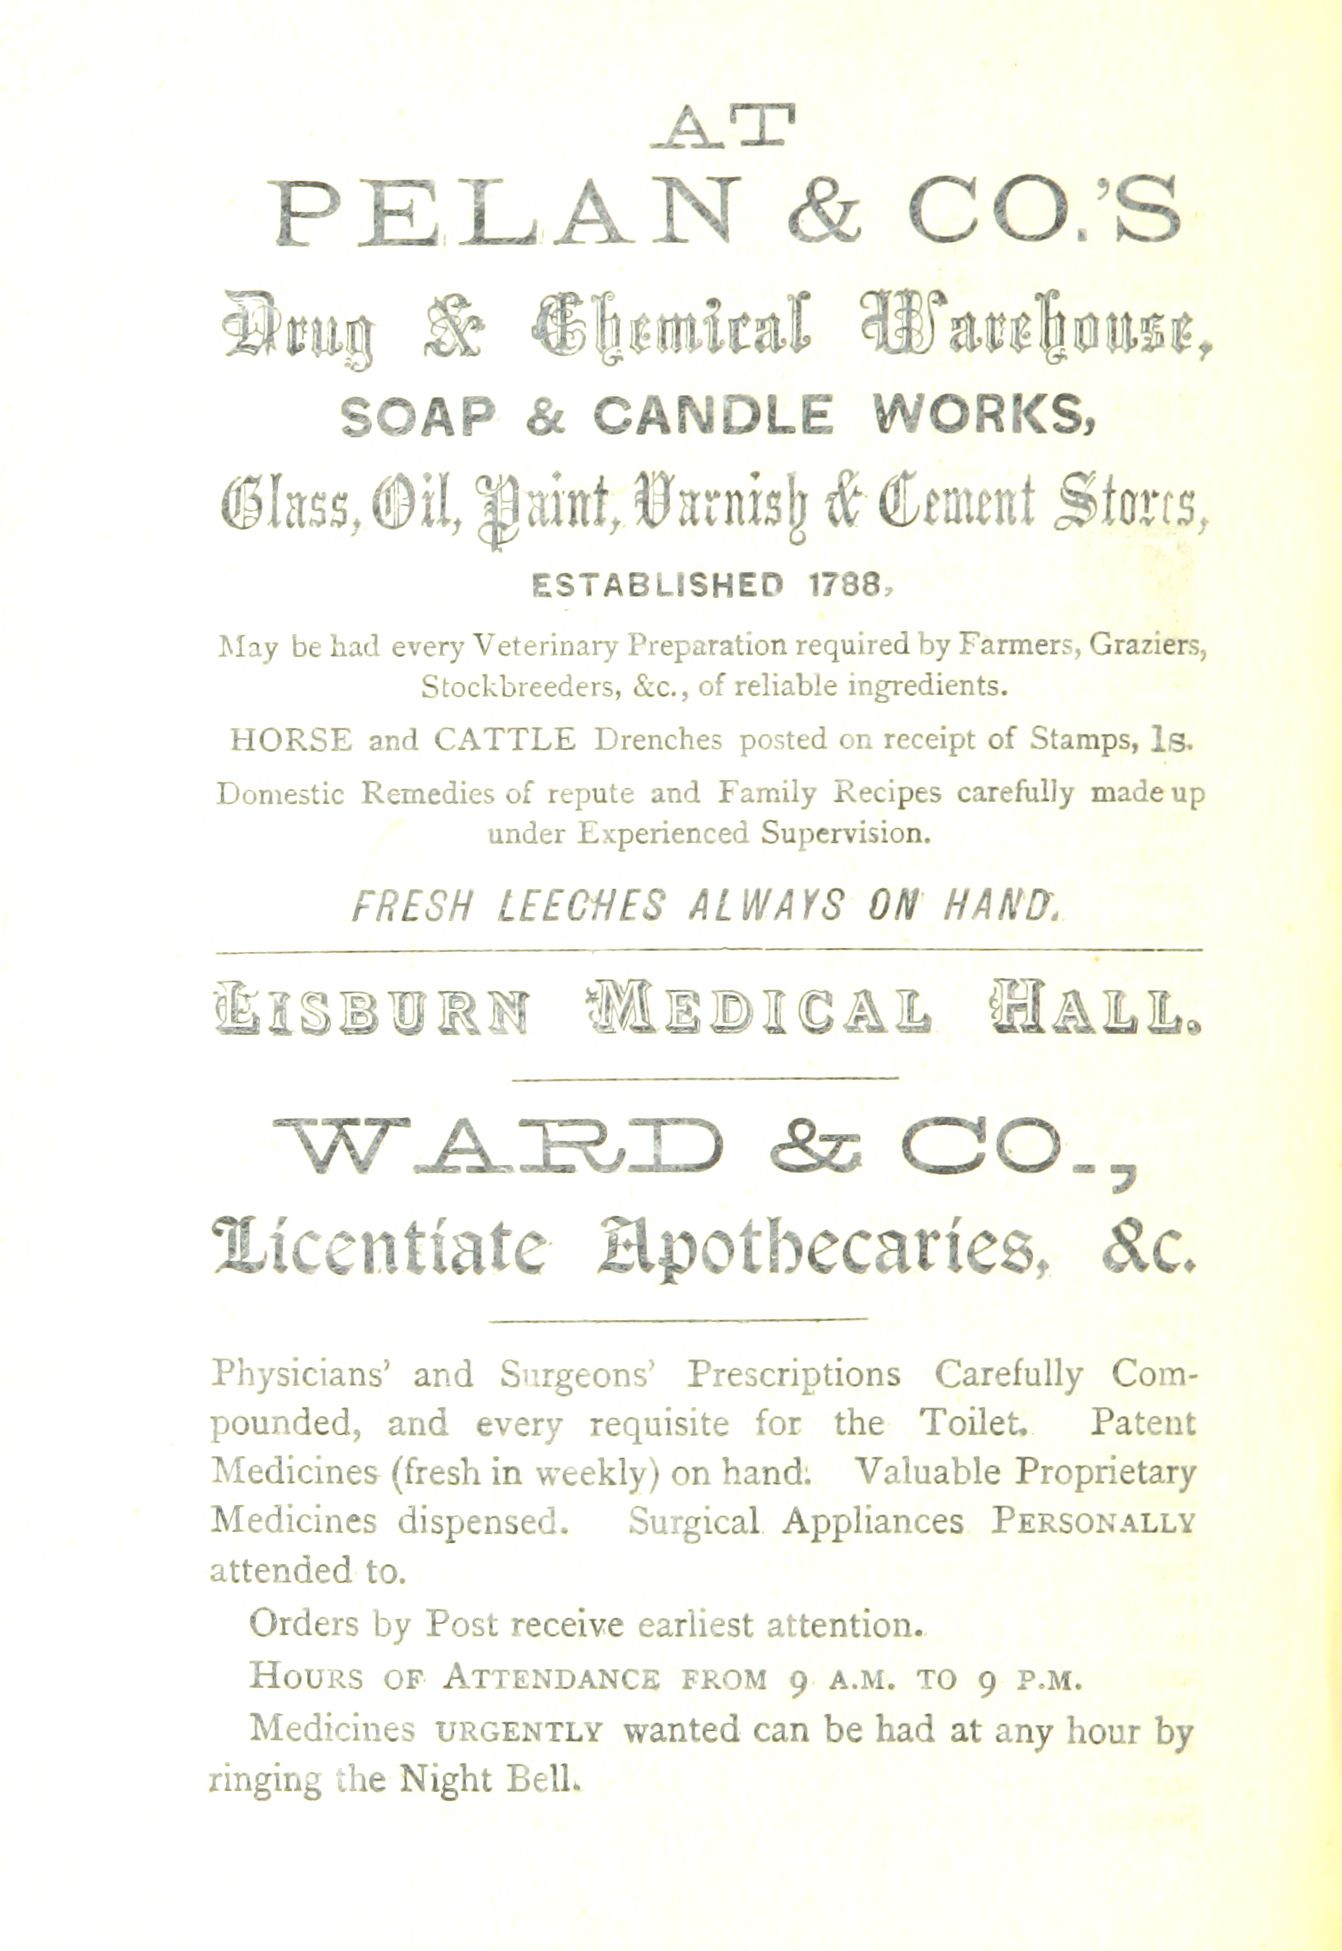 AT
PELAN & CO.'S
Drug & Chemical Warehouse,
SOAP & CANDLE WORKS,
Glass, Oil, Paint, Varnish & Cement Stores,
ESTABLISHED 1788,
May be had every Veterinary Preparation required by Farmers, Graziers,
Stockbreeders, &c., of reliable ingredients.
HORSE and CATTLE Drenches posted on receipt of Stamps, 1s.
Domestic Remedies of repute and Family Recipes carefully made up
under Experienced Supervision.
FRESH LEECHES ALWAYS ON HAND.
LISBURN MEDICAL HALL.
WARD & CO.,
Licentiate Apothecaries, &c.
Physicians' and Surgeons' Prescriptions Carefully Com-
pounded, and every requisite for the Toilet. Patent
Medicines (fresh in weekly) on hand. Valuable Proprietary
Medicines dispensed. Surgical Appliances PERSONALLY
attended to.
Orders by Post receive earliest attention.
HOURS OF ATTENDANCE FROM 9 A.M. TO 9 P.M.
Medicines URGENTLY wanted can be had at any hour by
ringing the Night Bell.